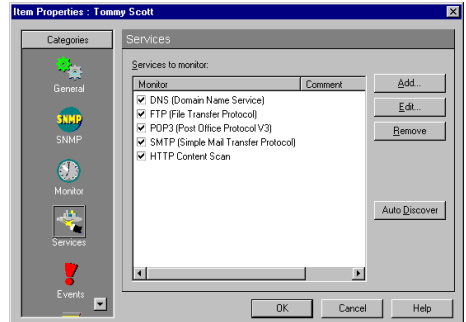 Item Properties : Tommy Scott
Categories
General
SNMP
SNMP
Monitor
Services
Events
Services
Services to monitor:
Monitor Comment
DNS (Domain Name Service)
FTP (File Transfer Protocol)
POP3 (Post Office Protocol V3)
SMTP (Simple Mail Transfer Protocol)
HTTP Content Scan
Add...
Edit...
Remove
Auto Discover
OK Cancel Help